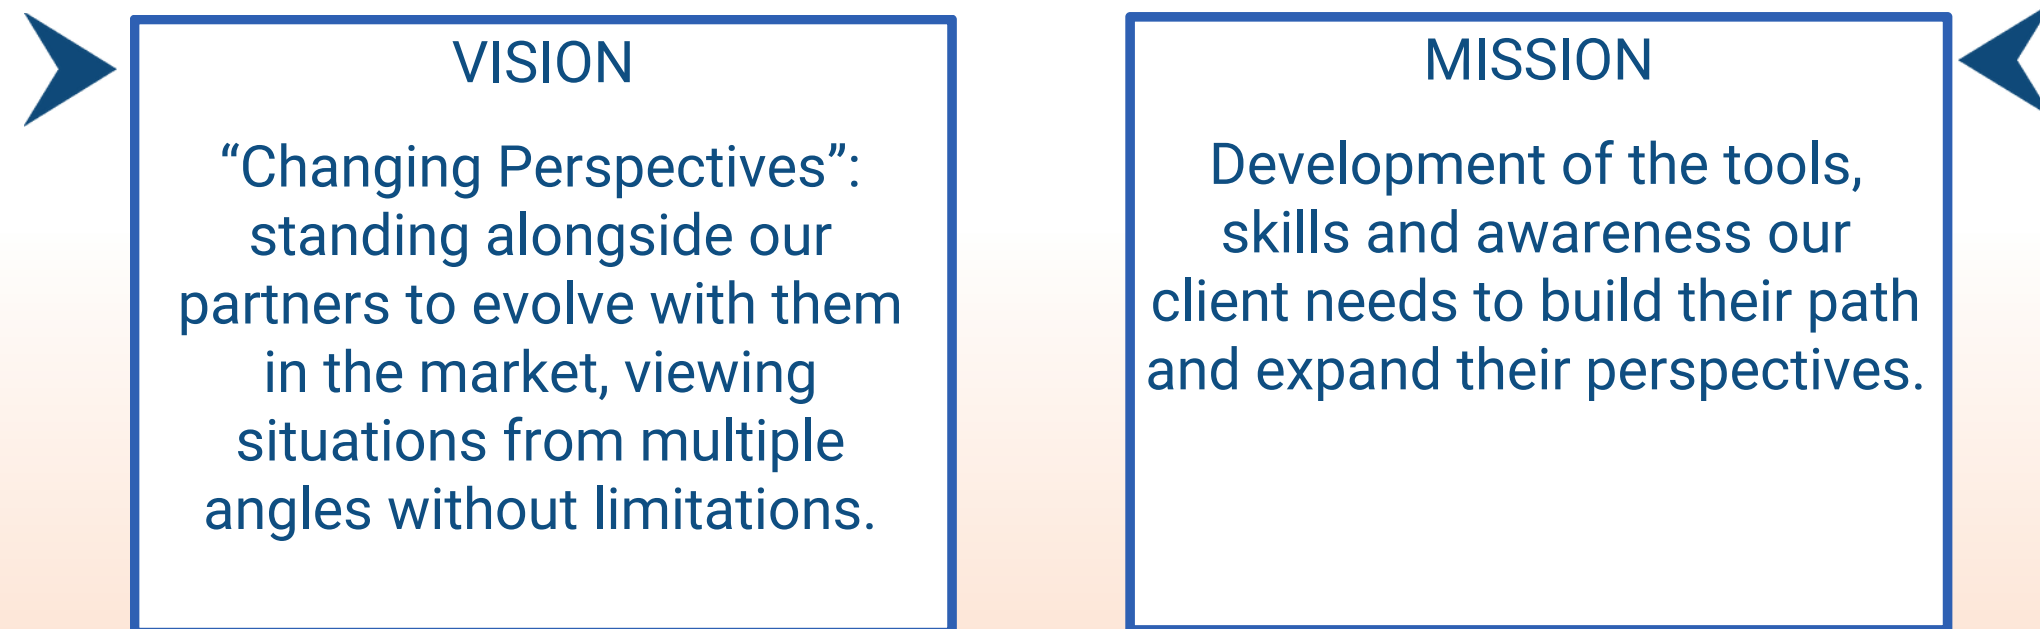 VISION
“Changing Perspectives”:
standing alongside our
partners to evolve with them
in the market, viewing
situations from multiple
angles without limitations.
MISSION
Development of the tools,
skills and awareness our
client needs to build their path
and expand their perspectives.